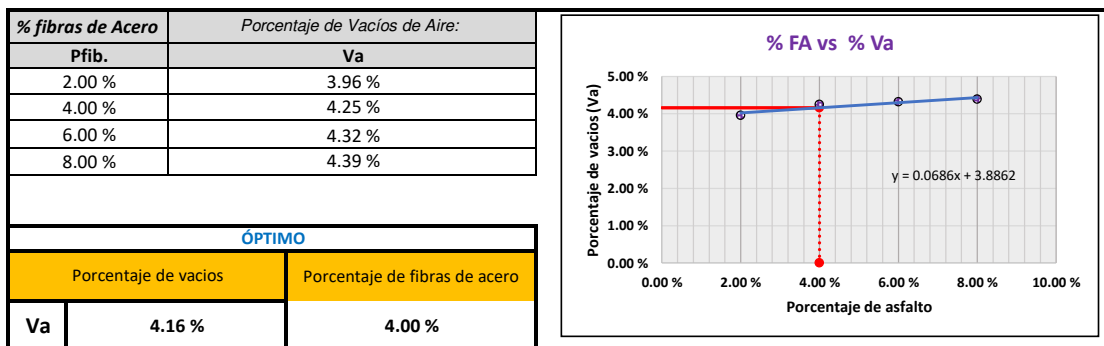 % fibras de Acero Porcentaje de Vacíos de Aire:
Pfib. Va
2.00 % 3.96 %
4.00 % 4.25 %
6.00 % 4.32 %
8.00 % 4.39 %
ÓPTIMO
Porcentaje de vacios Porcentaje de fibras de acero
Va 4.16 % 4.00 %
% FA vs % Va
Porcentaje de vacios (Va)
5.00 %
4.00 %
3.00 %
2.00 %
1.00 %
0.00 %
y = 0.0686x + 3.8862
0.00 % 2.00 % 4.00 % 6.00 % 8.00 % 10.00 %
Porcentaje de asfalto